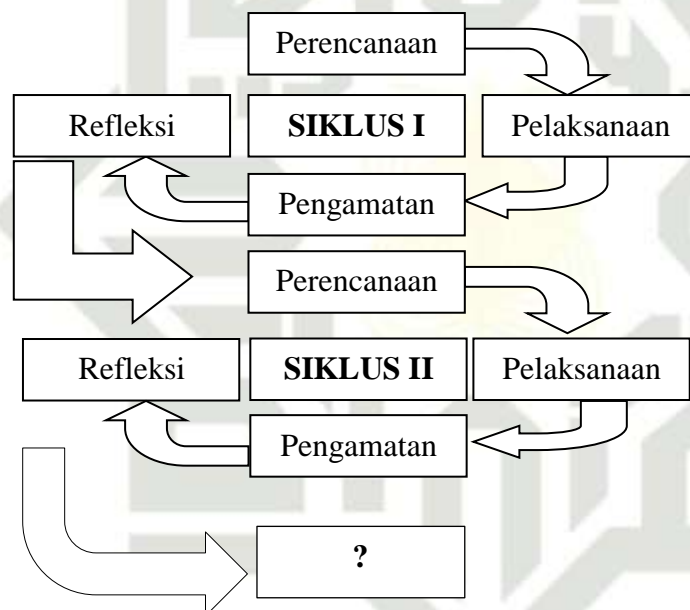 Perencanaan
Refleksi
SIKLUS I
Pelaksanaan
Pengamatan
Perencanaan
Refleksi
SIKLUS II
Pelaksanaan
Pengamatan
?